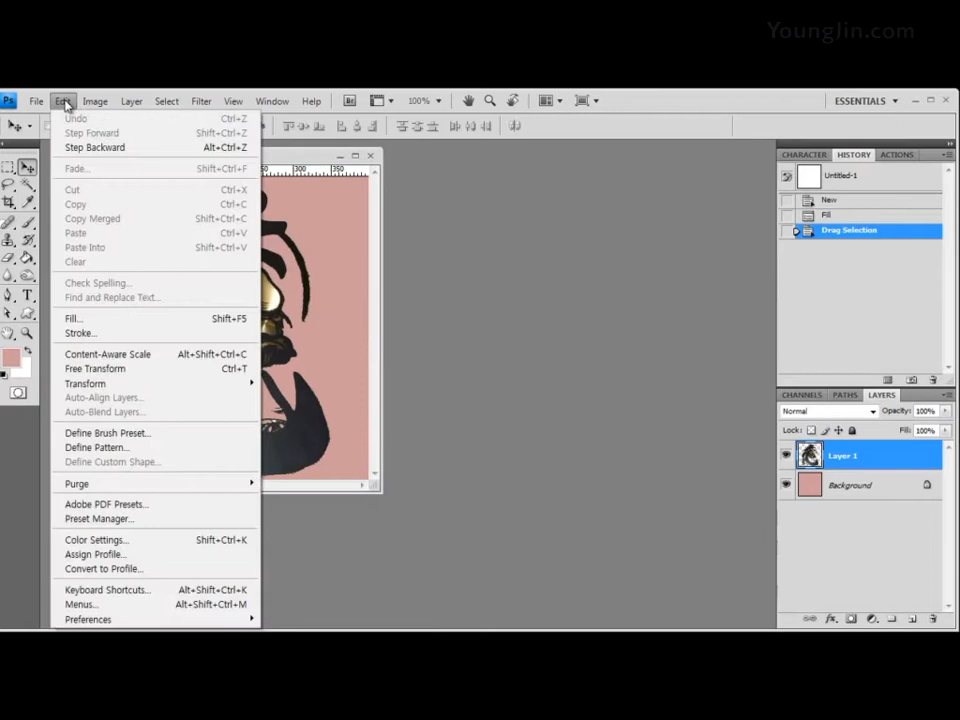 YoungJin.com
Ps File Edit Image Layer Select Filter View Window Help Br 100% ESSENTIALS
Undo Ctrl+Z
Step Forward Shift+Ctrl+Z
Step Backward Alt+Ctrl+Z
Fade... Shift+Ctrl+F
Cut Ctrl+X
Copy Ctrl+C
Copy Merged Shift+Ctrl+C
Paste Ctrl+V
Paste Into Shift+Ctrl+V
Clear
Check Spelling...
Find and Replace Text...
Fill... Shift+F5
Stroke...
Content-Aware Scale Alt+Shift+Ctrl+C
Free Transform Ctrl+T
Transform
Auto-Align Layers...
Auto-Blend Layers...
Define Brush Preset...
Define Pattern...
Define Custom Shape...
Purge
Adobe PDF Presets...
Preset Manager...
Color Settings... Shift+Ctrl+K
Assign Profile...
Convert to Profile...
Keyboard Shortcuts... Alt+Shift+Ctrl+K
Menus... Alt+Shift+Ctrl+M
Preferences
300 350
CHARACTER HISTORY ACTIONS
Untitled-1
New
Fill
Drag Selection
CHANNELS PATHS LAYERS
Normal Opacity: 100%
Lock: Fill: 100%
Layer 1
Background